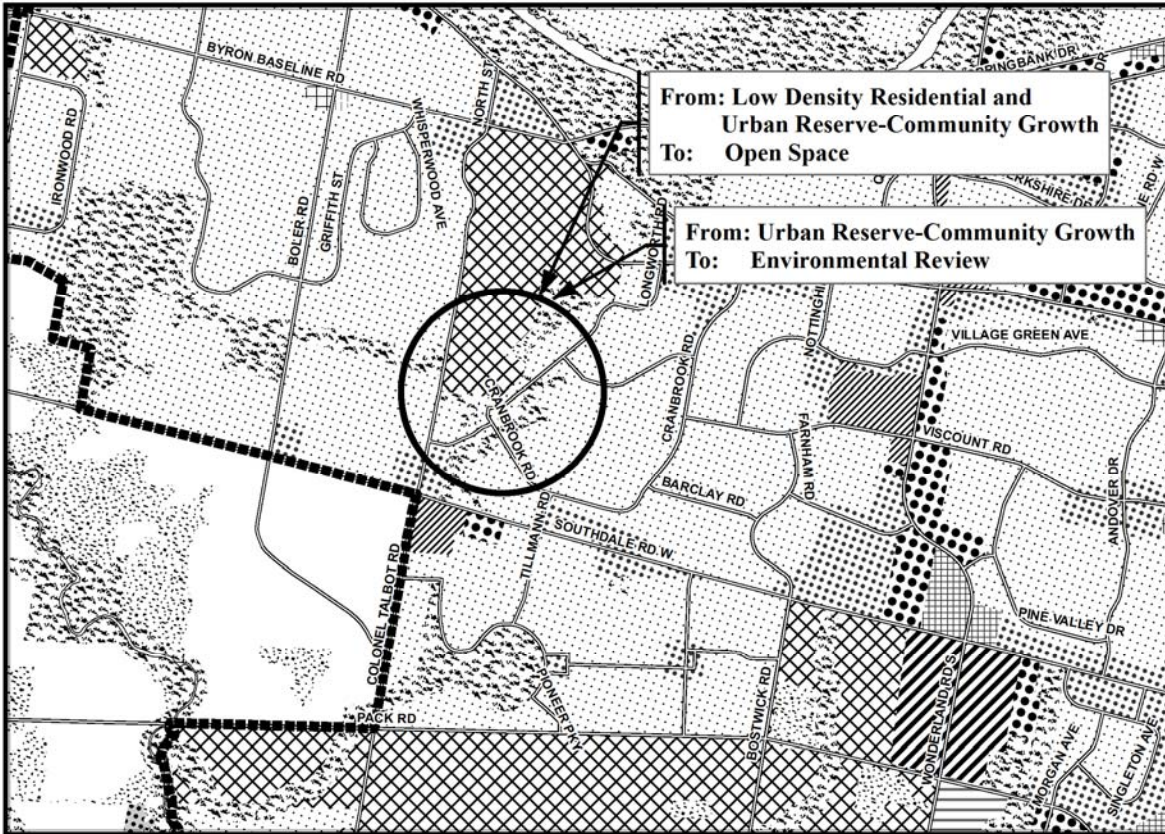 BYRON BASELINE RD
NORTH ST
WHISPERWOOD AVE
IRONWOOD RD
BOLER RD
GRIFFITH ST
From: Low Density Residential and
Urban Reserve-Community Growth
To: Open Space
DR
RD W
From: Urban Reserve-Community Growth
To: Environmental Review
LONGWORTH RD
VILLAGE GREEN AVE
CRANBROOK RD
CRANBROOK RD
FARNHAM RD
VISCOUNT RD
ANDOVER DR
BARCLAY RD
TILLMANN RD
SOUTHDALE RD W
COLONEL TALBOT RD
PINE VALLEY DR
PIONEER PKY
PACK RD
BOSTWICK RD
WONDERLAND RD S
MORGAN AVE
SINGLETON AVE